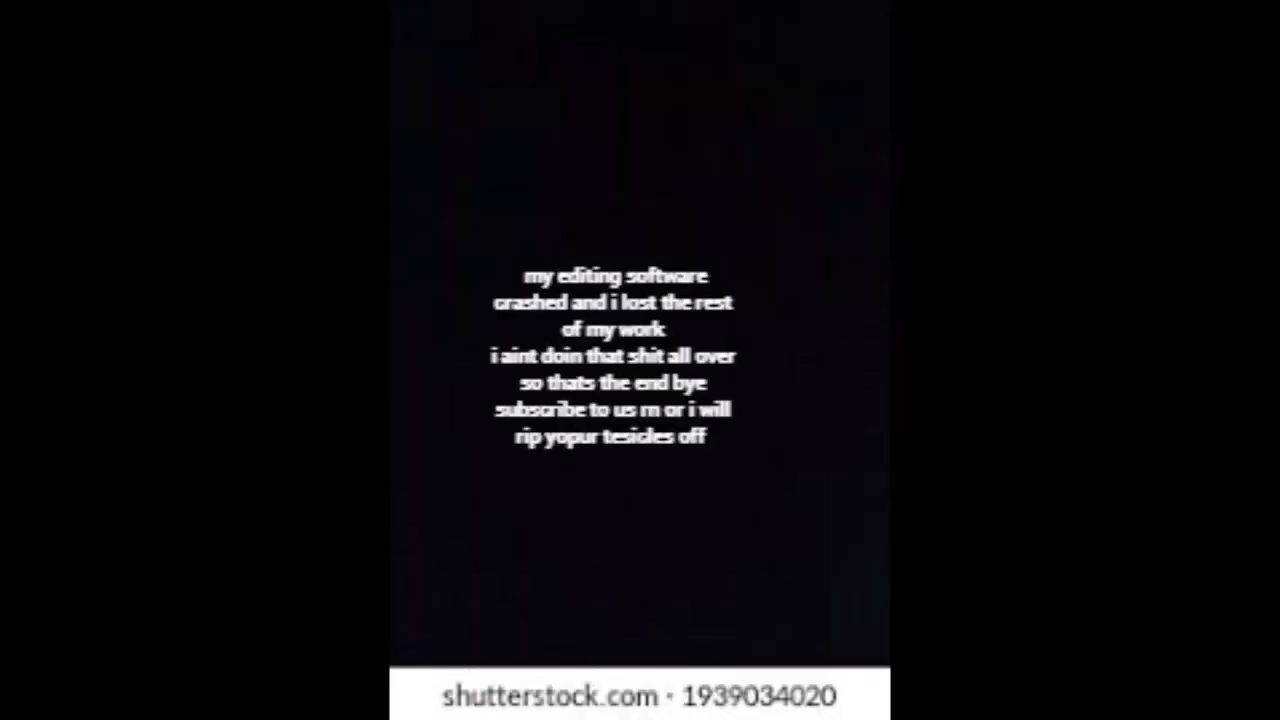 my editing software
crashed and i lost the rest
of my work
i aint doin that shit all over
so thats the end bye
subscribe to us rn or i will
rip yopur tesicles off
shutterstock.com · 1939034020